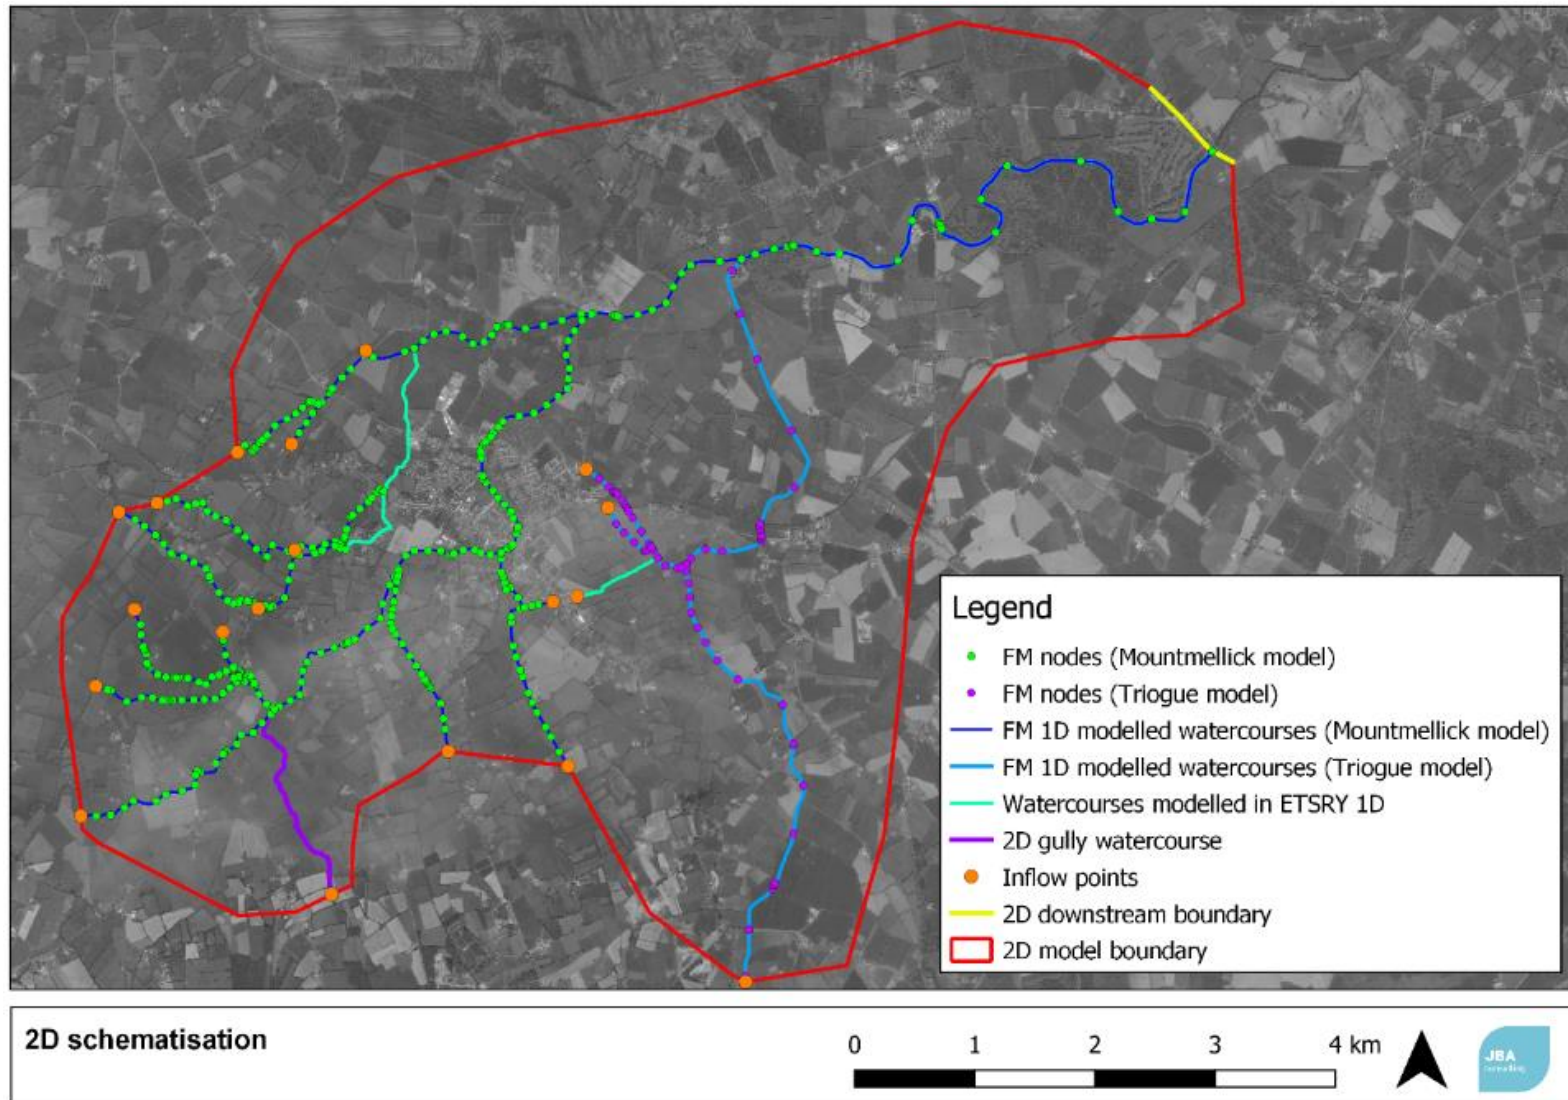 Legend
FM nodes (Mountmellick model)
FM nodes (Triogue model)
FM 1D modelled watercourses (Mountmellick model)
FM 1D modelled watercourses (Triogue model)
Watercourses modelled in ETSRY 1D
2D gully watercourse
Inflow points
2D downstream boundary
2D model boundary
2D schematisation
0 1 2 3 4 km
JBA
consulting